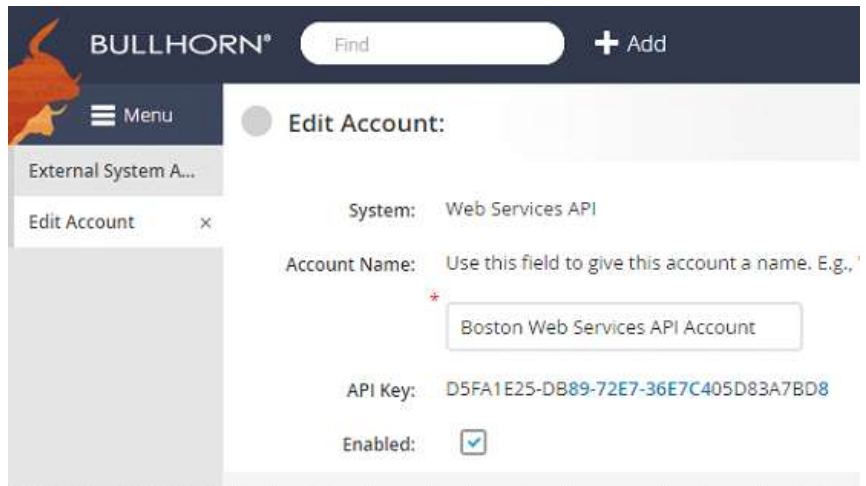 BULLHORN® Find + Add
Menu
Edit Account:
External System A...
Edit Account ×
System: Web Services API
Account Name: Use this field to give this account a name. E.g., '
*
Boston Web Services API Account
API Key: D5FA1E25-DB89-72E7-36E7C405D83A7BD8
Enabled: